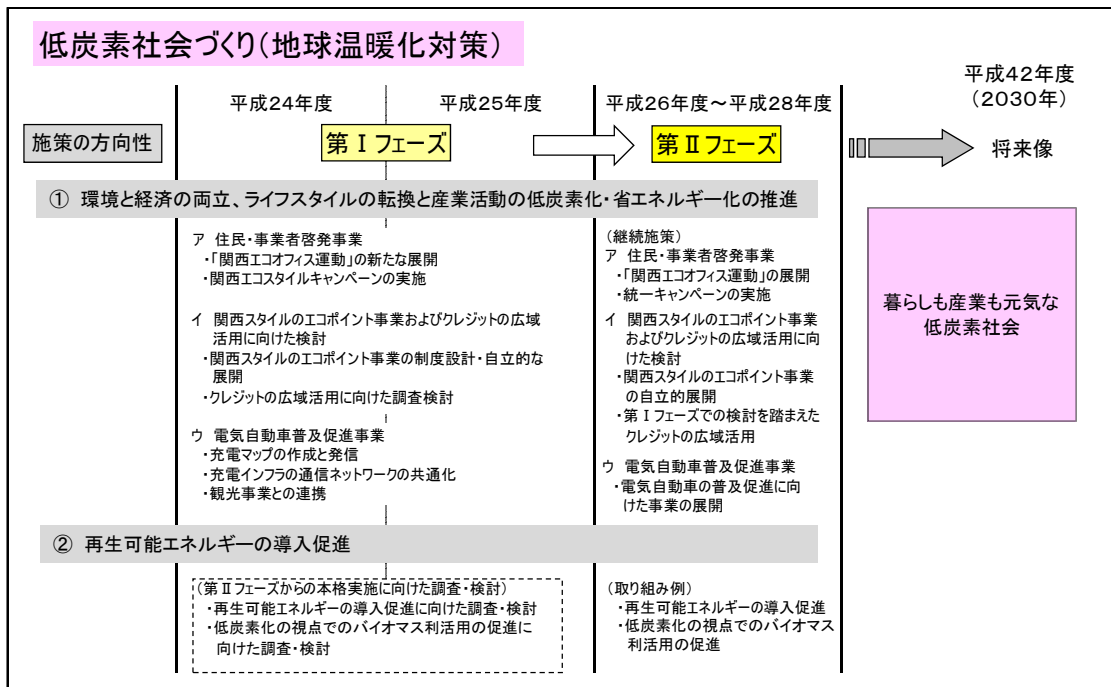 低炭素社会づくり(地球温暖化対策)
平成42年度
(2030年)
平成24年度
平成25年度
平成26年度～平成28年度
施策の方向性
第Ⅰフェーズ
第Ⅱフェーズ
将来像
① 環境と経済の両立、ライフスタイルの転換と産業活動の低炭素化・省エネルギー化の推進
ア 住民・事業者啓発事業
・「関西エコオフィス運動」の新たな展開
・関西エコスタイルキャンペーンの実施
イ 関西スタイルのエコポイント事業およびクレジットの広域
活用に向けた検討
・関西スタイルのエコポイント事業の制度設計・自立的な
展開
・クレジットの広域活用に向けた調査検討
ウ 電気自動車普及促進事業
・充電マップの作成と発信
・充電インフラの通信ネットワークの共通化
・観光事業との連携
(継続施策)
ア 住民・事業者啓発事業
・「関西エコオフィス運動」の展開
・統一キャンペーンの実施
イ 関西スタイルのエコポイント事業
およびクレジットの広域活用に向
けた検討
・関西スタイルのエコポイント事業
の自立的展開
・第Ⅰフェーズでの検討を踏まえた
クレジットの広域活用
ウ 電気自動車普及促進事業
・電気自動車の普及促進に向
けた事業の展開
暮らしも産業も元気な
低炭素社会
② 再生可能エネルギーの導入促進
(第Ⅱフェーズからの本格実施に向けた調査・検討)
・再生可能エネルギーの導入促進に向けた調査・検討
・低炭素化の視点でのバイオマス利活用の促進に
向けた調査・検討
(取り組み例)
・再生可能エネルギーの導入促進
・低炭素化の視点でのバイオマス
利活用の促進